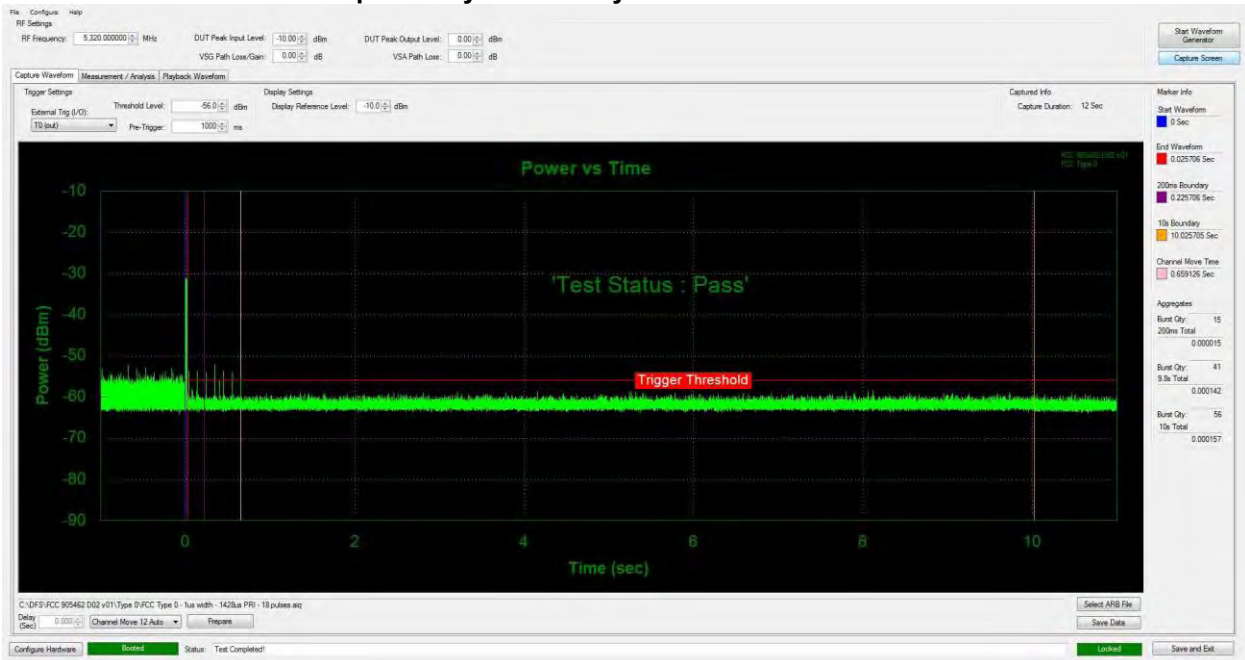 File Configure Help
RF Settings
RF Frequency: 5,320.000000 MHz DUT Peak Input Level: -10.00 dBm DUT Peak Output Level: 0.00 dBm
VSG Path Loss/Gain: 0.00 dB VSA Path Loss: 0.00 dB
Start Waveform
Generator
Capture Screen
Capture Waveform Measurement / Analysis Playback Waveform
Trigger Settings Display Settings Captured Info
External Trig (I/O): Threshold Level: -56.0 dBm Display Reference Level: -10.0 dBm Capture Duration: 12 Sec
T0 (out) Pre-Trigger: 1000 ms
Marker Info
Start Waveform
0 Sec
End Waveform
0.025706 Sec
200ms Boundary
0.225706 Sec
10s Boundary
10.025705 Sec
Channel Move Time
0.659126 Sec
Aggregates
Burst Qty: 15
200ms Total
0.000015
Burst Qty: 41
9.8s Total
0.000142
Burst Qty: 56
10s Total
0.000157
Power vs Time
FCC 905462 D02 v01
FCC Type 0
'Test Status : Pass'
Trigger Threshold
Power (dBm)
-10
-20
-30
-40
-50
-60
-70
-80
-90
0 2 4 6 8 10
Time (sec)
C:\DFS\FCC 905462 D02 v01\Type 0\FCC Type 0 - 1us width - 1428us PRI - 18 pulses.aiq
Select ARB File
Delay
(Sec) 0.000 Channel Move 12 Auto Prepare Save Data
Configure Hardware Booted Status: Test Completed! Locked Save and Exit